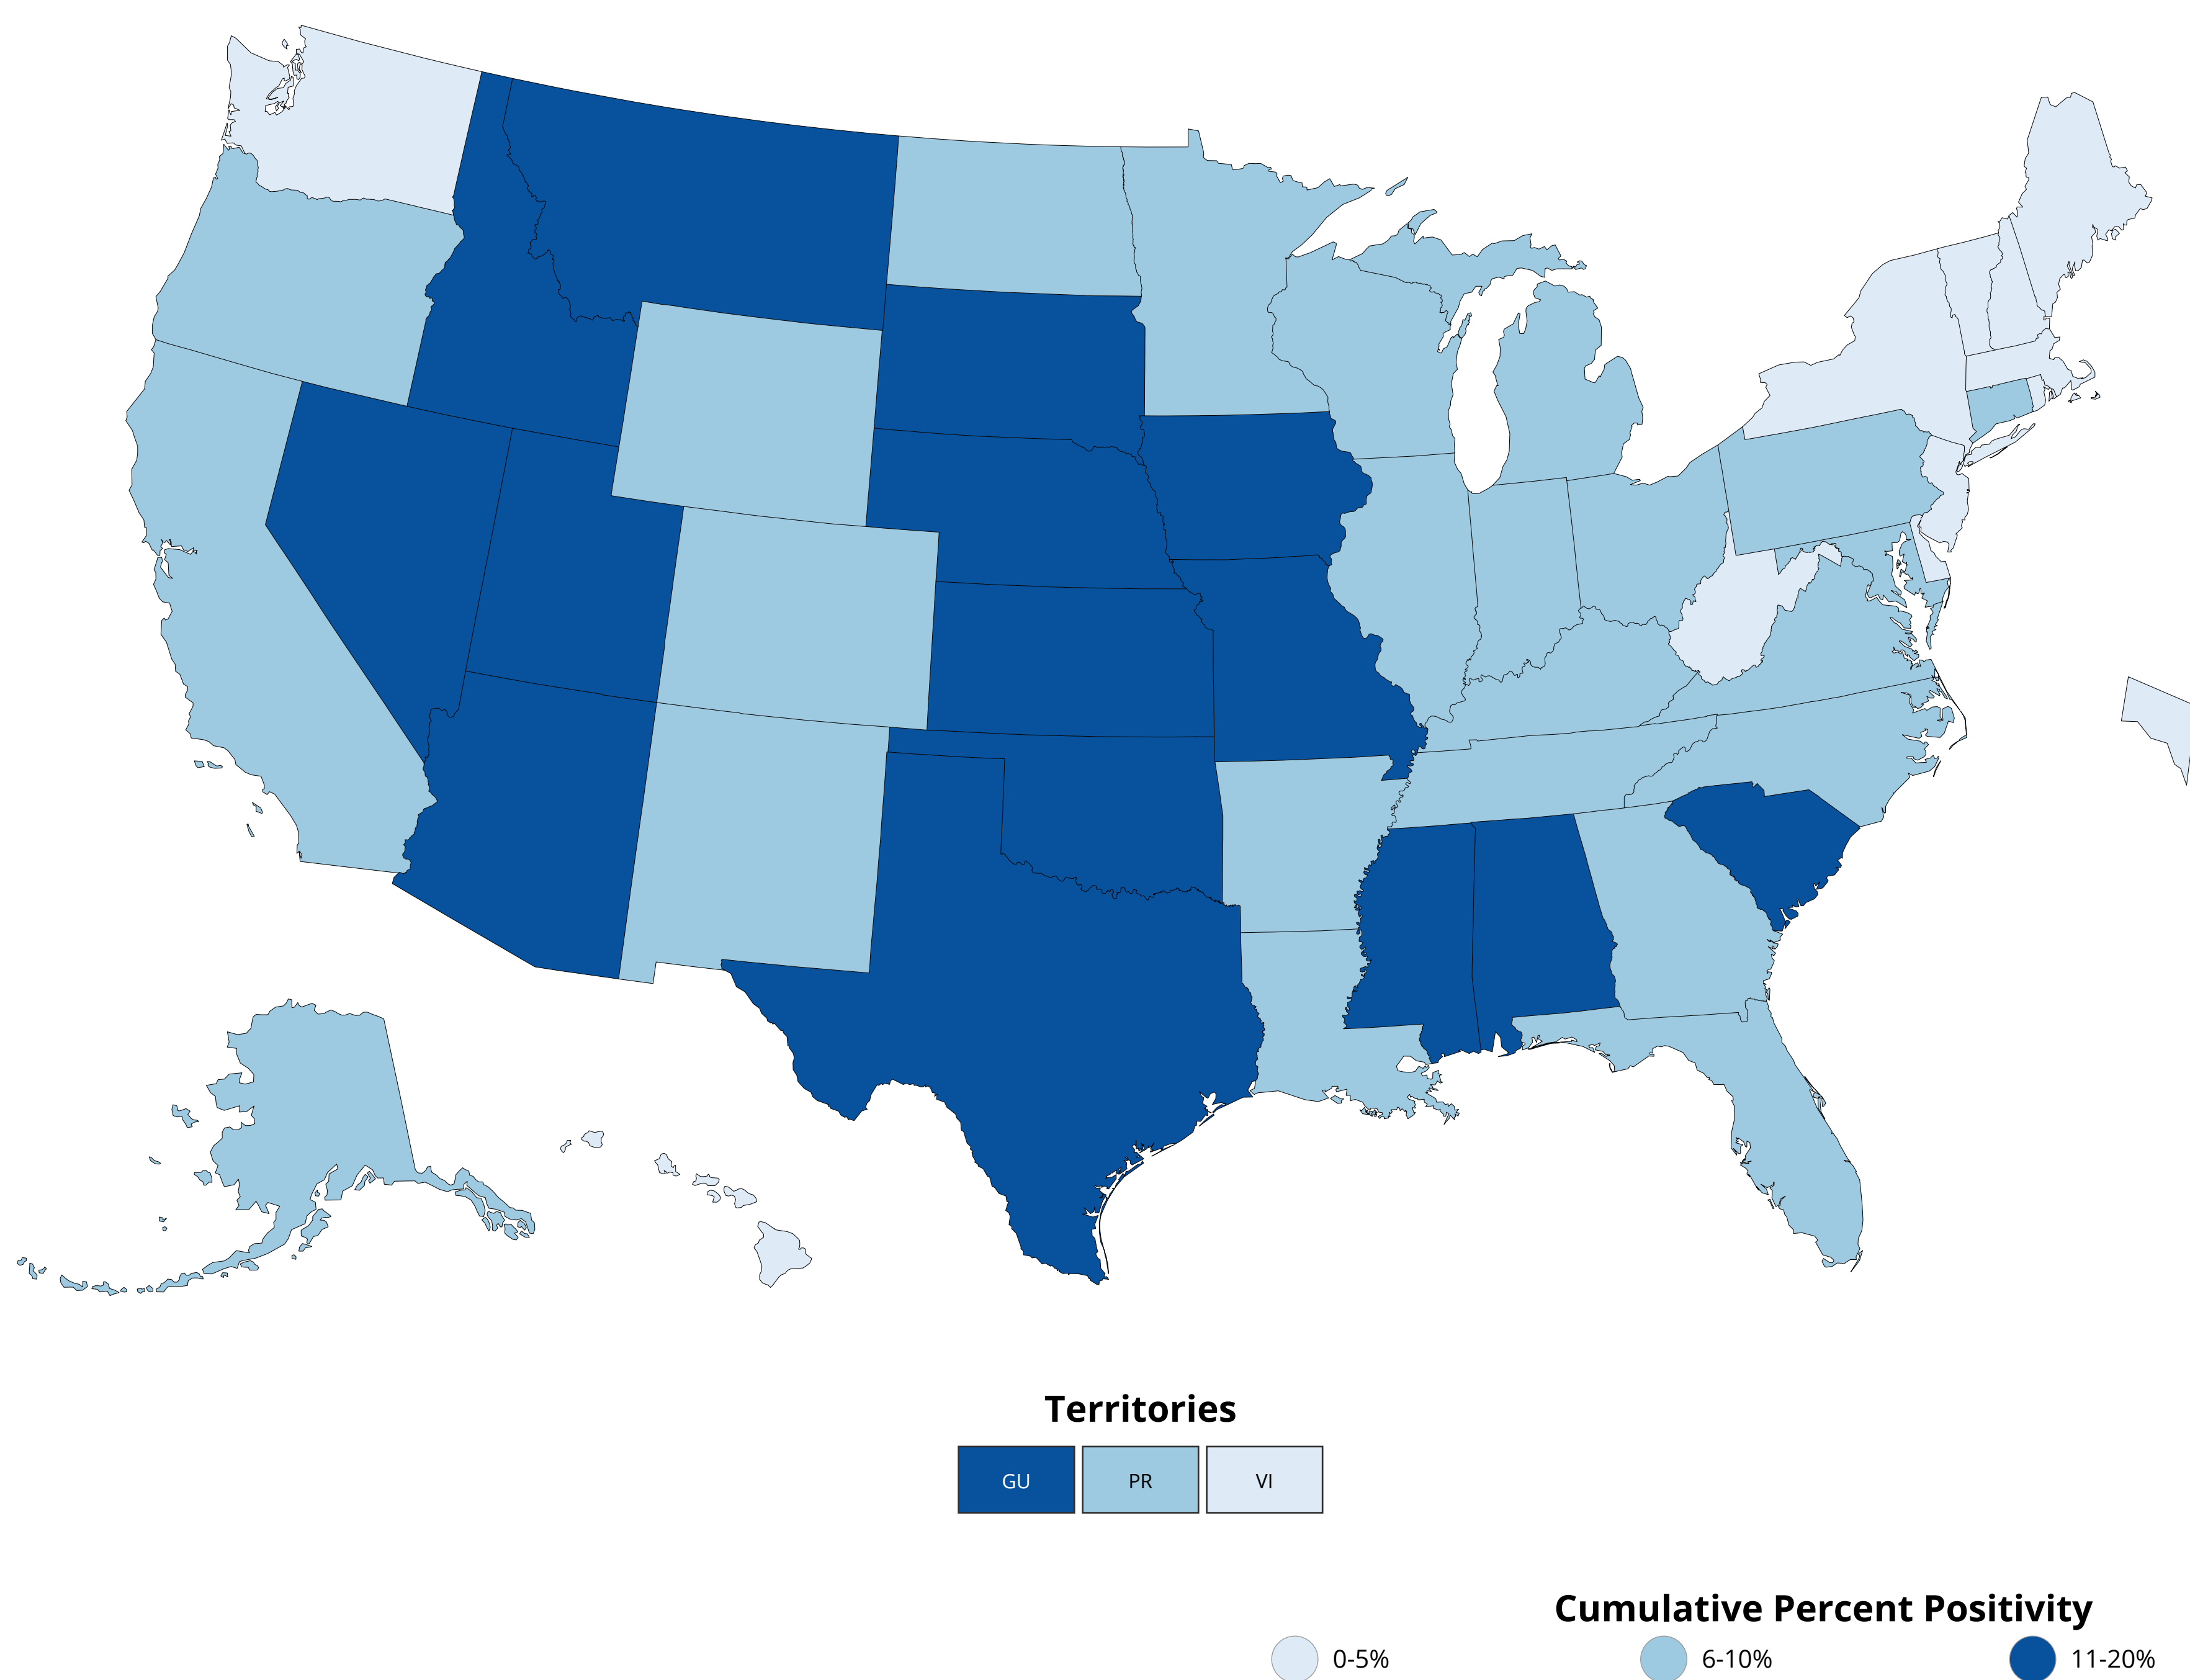 Territories
GU PR VI
Cumulative Percent Positivity
0-5% 6-10% 11-20%